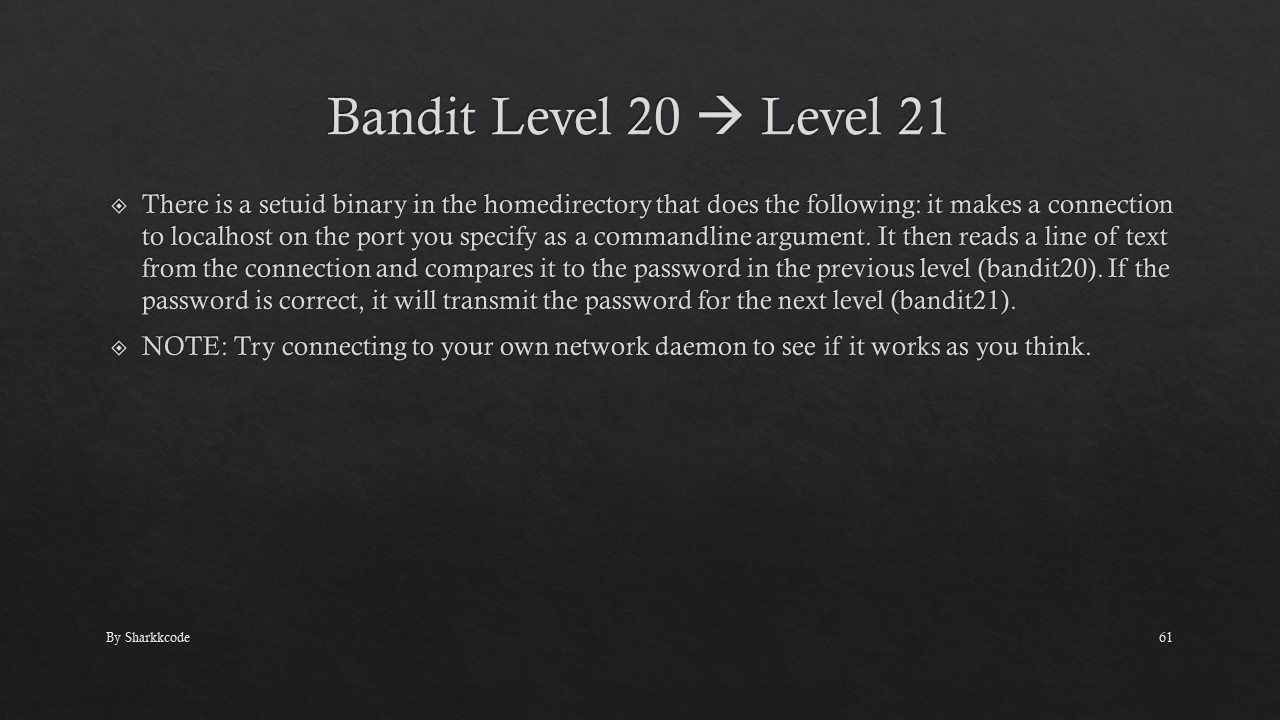 Bandit Level 20 → Level 21
There is a setuid binary in the homedirectory that does the following: it makes a connection
to localhost on the port you specify as a commandline argument. It then reads a line of text
from the connection and compares it to the password in the previous level (bandit20). If the
password is correct, it will transmit the password for the next level (bandit21).
NOTE: Try connecting to your own network daemon to see if it works as you think.
By Sharkkcode
61